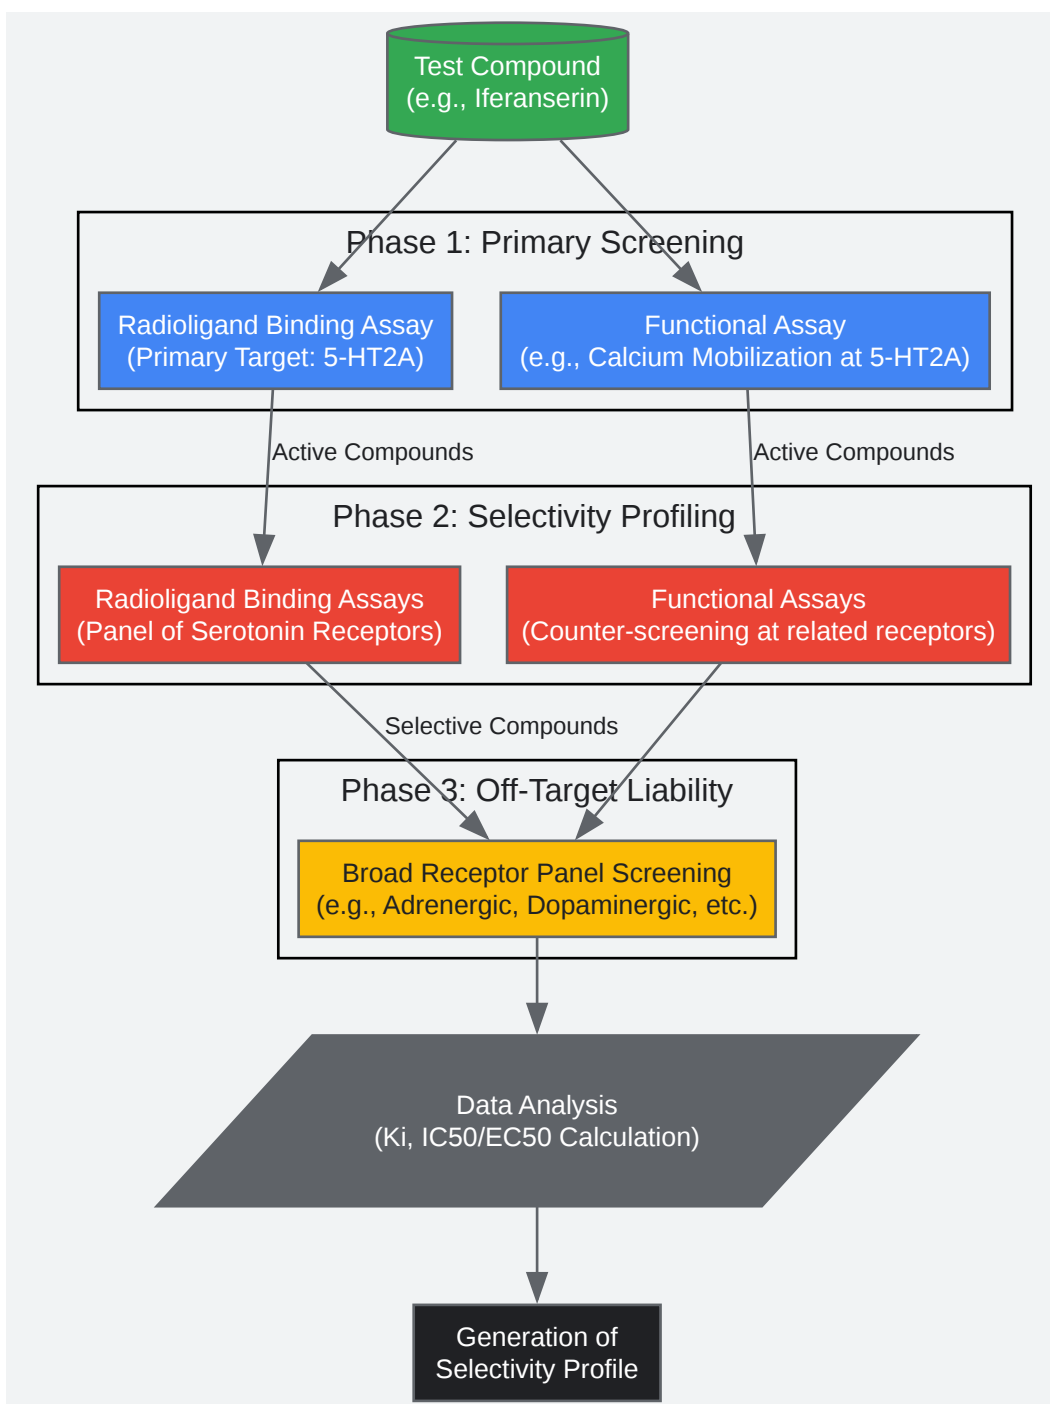 Test Compound
(e.g., Iferanserin)
Phase 1: Primary Screening
Radioligand Binding Assay
(Primary Target: 5-HT2A)
Functional Assay
(e.g., Calcium Mobilization at 5-HT2A)
Active Compounds
Active Compounds
Phase 2: Selectivity Profiling
Radioligand Binding Assays
(Panel of Serotonin Receptors)
Functional Assays
(Counter-screening at related receptors)
Selective Compounds
Phase 3: Off-Target Liability
Broad Receptor Panel Screening
(e.g., Adrenergic, Dopaminergic, etc.)
Data Analysis
(Ki, IC50/EC50 Calculation)
Generation of
Selectivity Profile